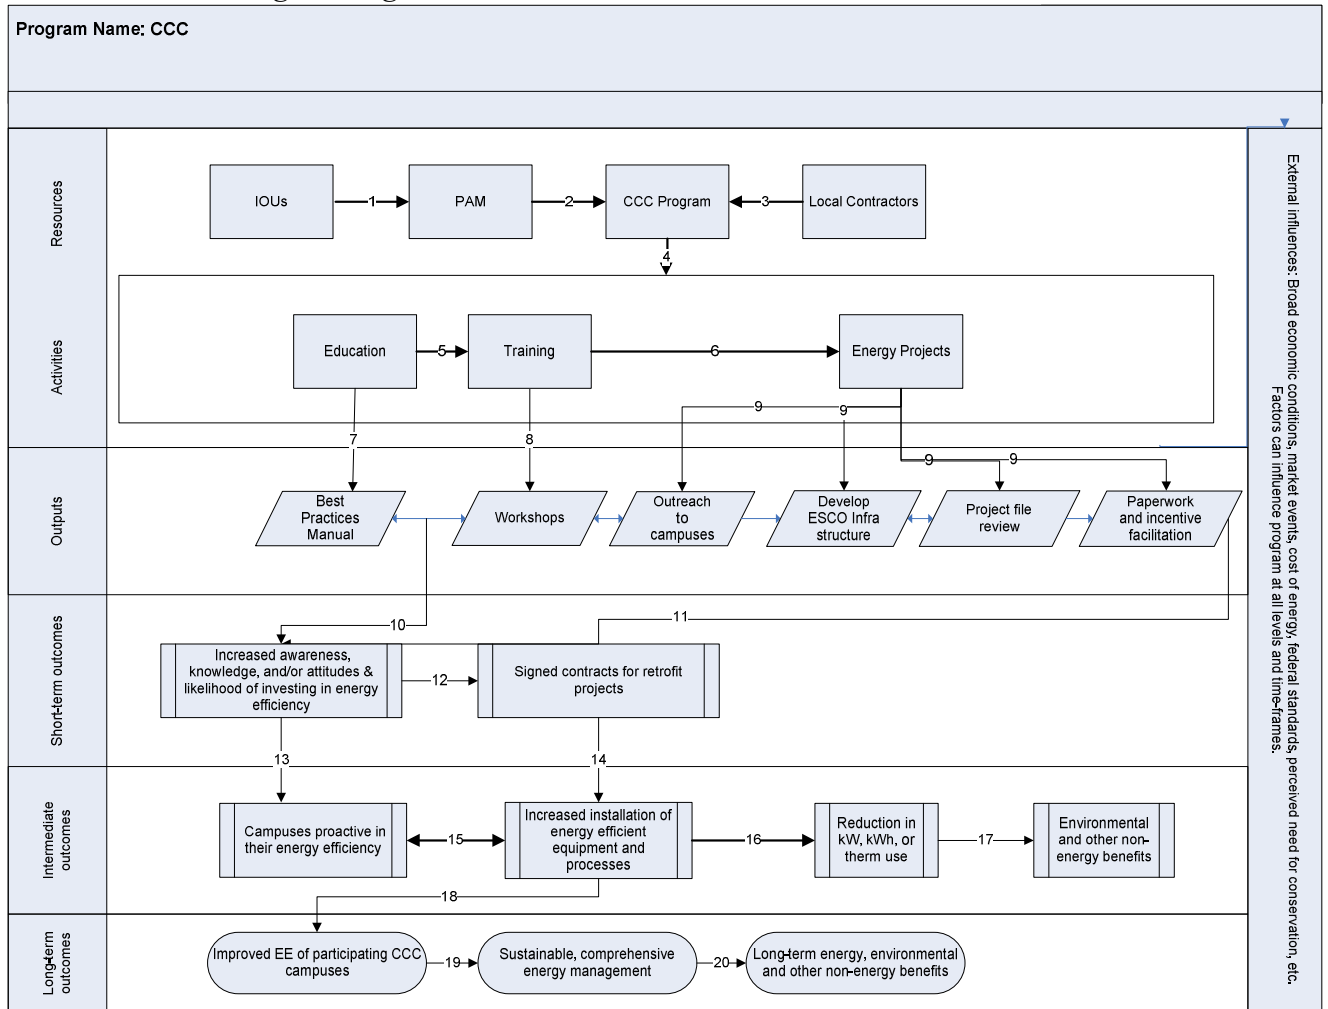 Program Name: CCC
Resources
IOUs
1
PAM
2
CCC Program
3
Local Contractors
4
Activities
Education
5
Training
6
Energy Projects
7
8
9
9
9
9
Outputs
Best
Practices
Manual
Workshops
Outreach
to
campuses
Develop
ESCO Infra
structure
Project file
review
Paperwork
and incentive
facilitation
10
11
Short-term outcomes
Increased awareness,
knowledge, and/or attitudes &
likelihood of investing in energy
efficiency
12
Signed contracts for retrofit
projects
13
14
Intermediate
outcomes
Campuses proactive in
their energy efficiency
15
Increased installation of
energy efficient
equipment and
processes
16
Reduction in
kW, kWh, or
therm use
17
Environmental
and other non-
energy benefits
18
Long-term
outcomes
Improved EE of participating CCC
campuses
19
Sustainable, comprehensive
energy management
20
Long-term energy, environmental
and other non-energy benefits
External influences: Broad economic conditions, market events, cost of energy, federal standards, perceived need for conservation, etc.
Factors can influence program at all levels and time-frames.